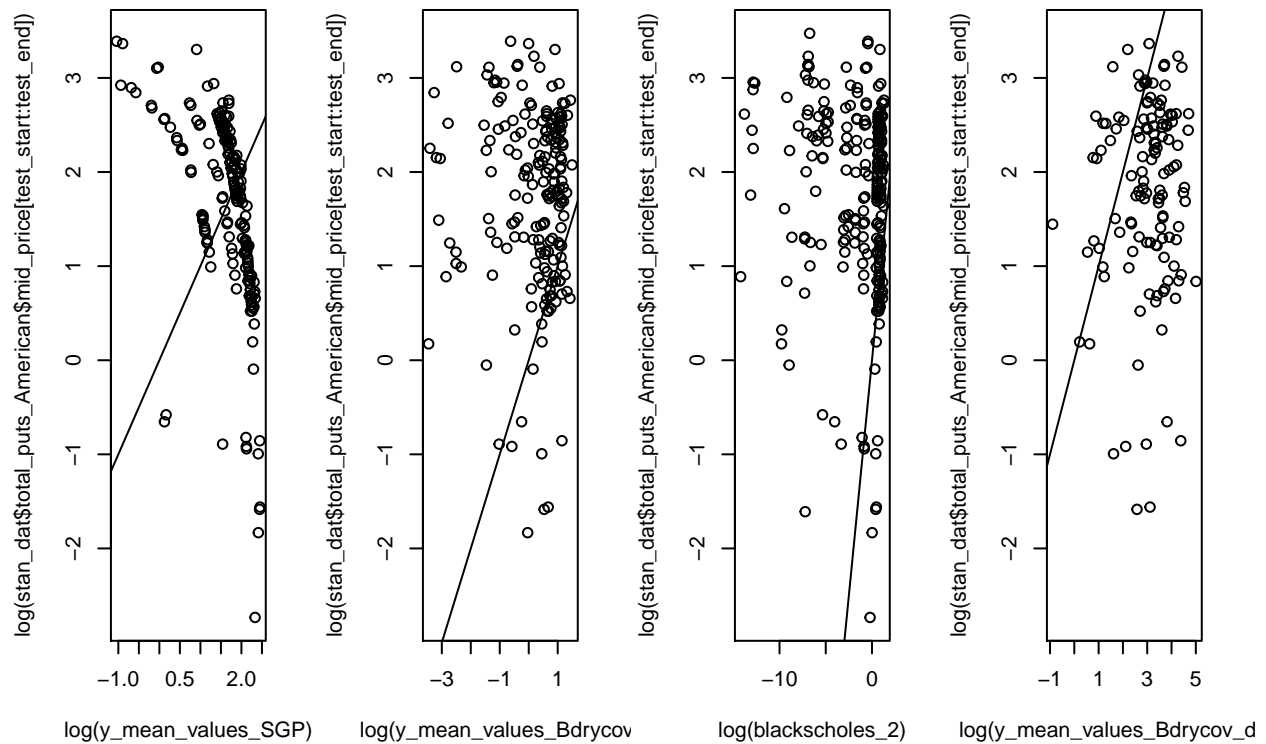 log(stan_dat$total_puts_American$mid_price[test_start:test_end])
3
2
1
0
−1
−2
−1.0 0.5 2.0
log(y_mean_values_SGP)
log(stan_dat$total_puts_American$mid_price[test_start:test_end])
3
2
1
0
−1
−2
−3 −1 1
log(y_mean_values_Bdrycov
log(stan_dat$total_puts_American$mid_price[test_start:test_end])
3
2
1
0
−1
−2
−10 0
log(blackscholes_2)
log(stan_dat$total_puts_American$mid_price[test_start:test_end])
3
2
1
0
−1
−2
−1 1 3 5
log(y_mean_values_Bdrycov_d